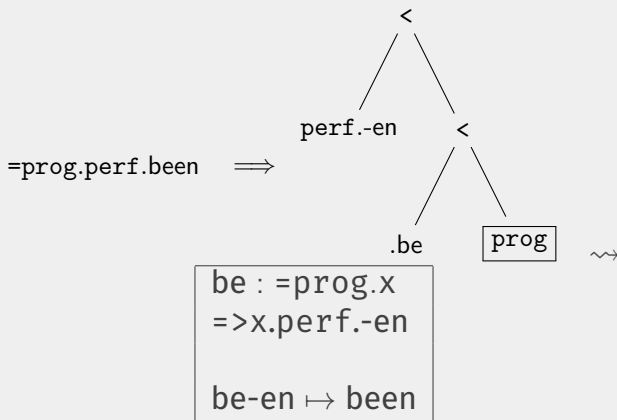 <
perf.-en <
=prog.perf.been ⟹
.be prog ⇝
be : =prog.x
=>x.perf.-en
be-en ↦ been